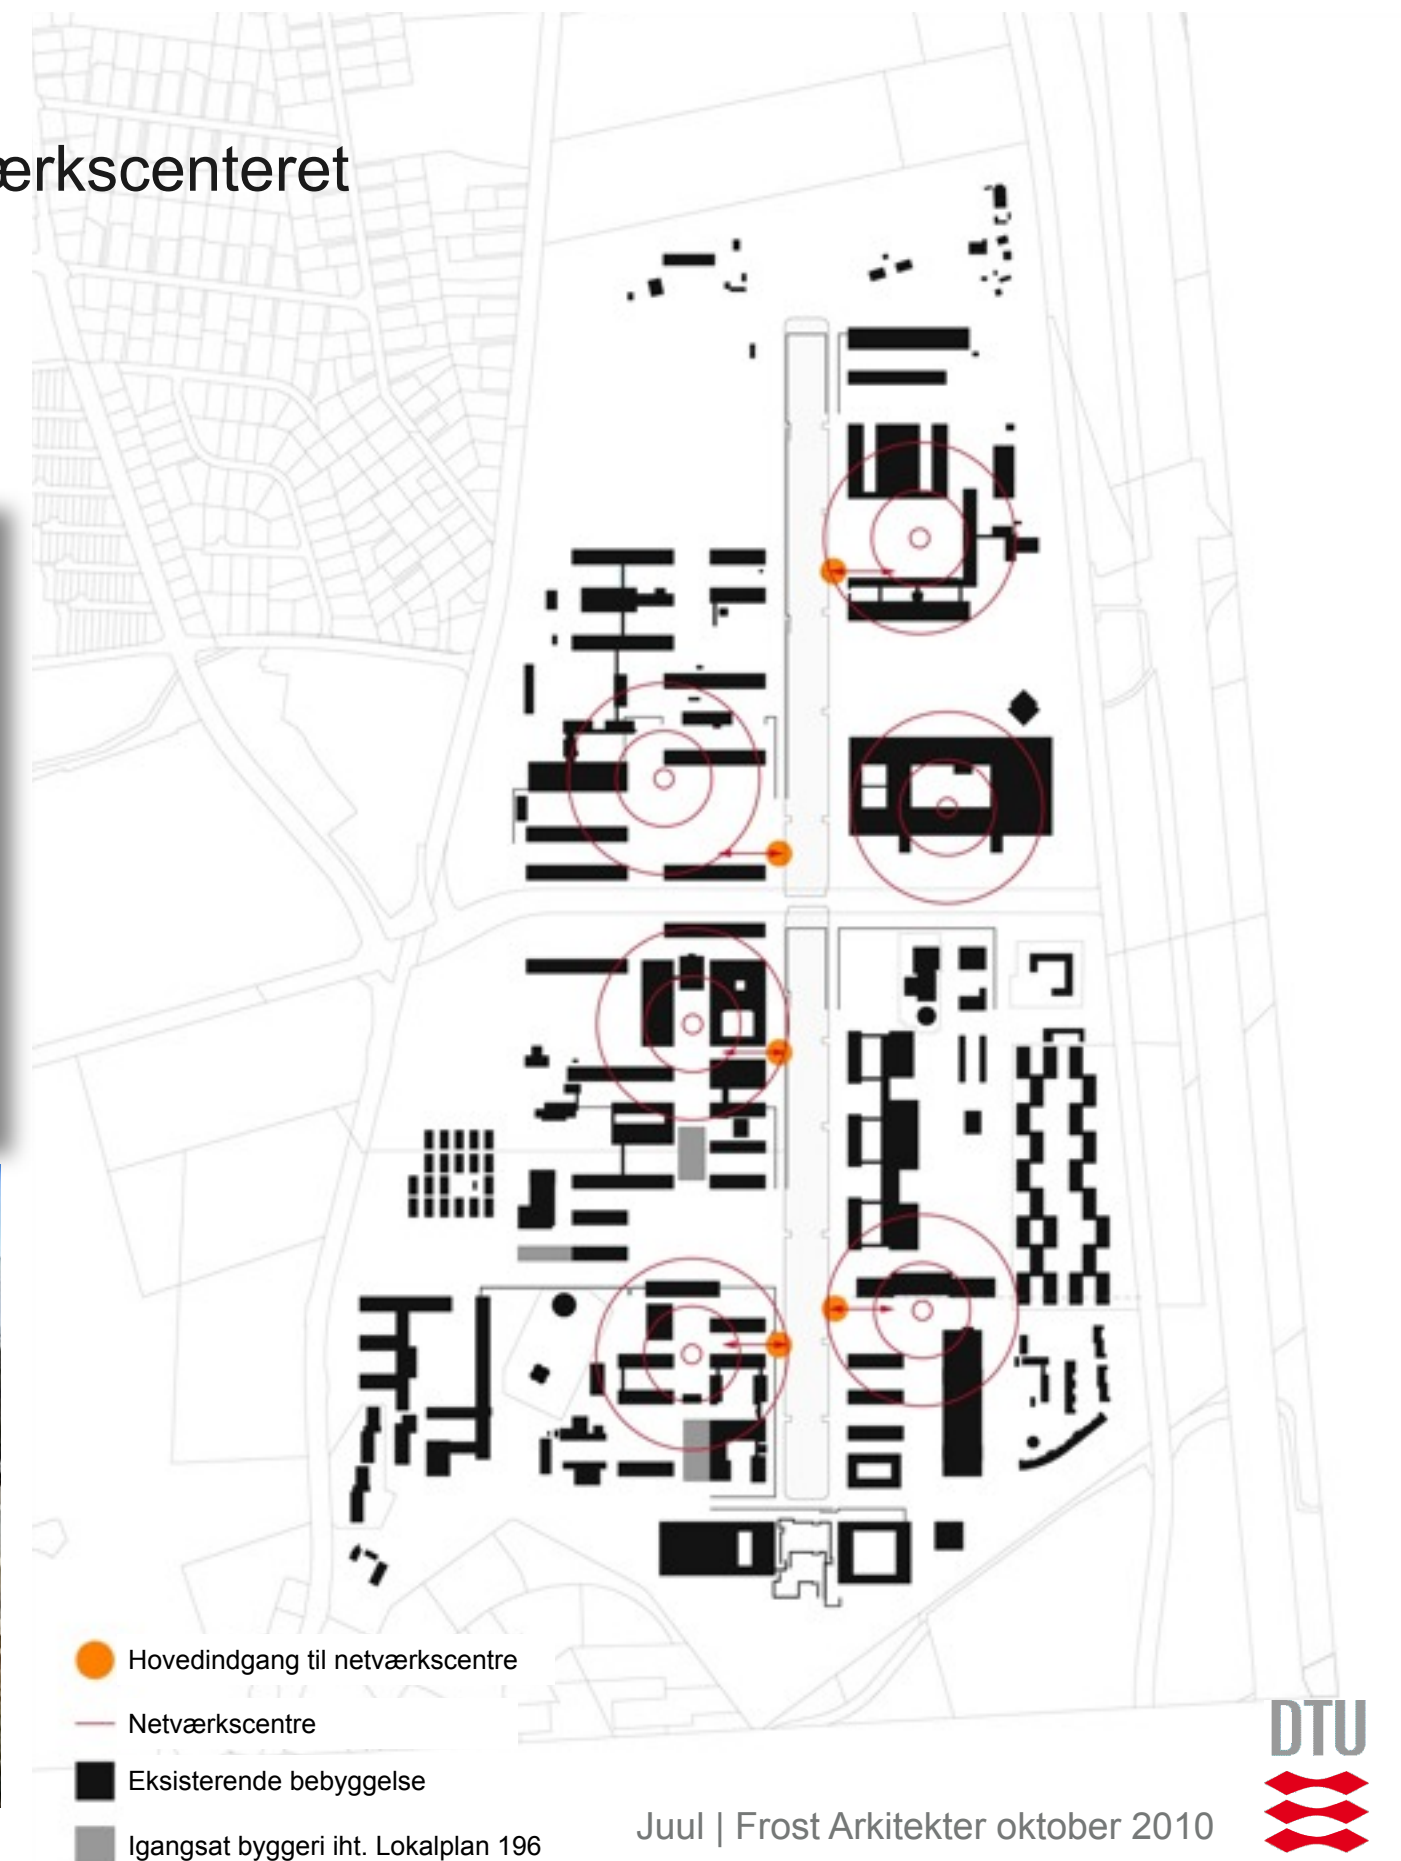 ærkscenteret
Hovedindgang til netværkscentre
Netværkscentre
Eksisterende bebyggelse
Igangsat byggeri iht. Lokalplan 196
Juul | Frost Arkitekter oktober 2010
DTU